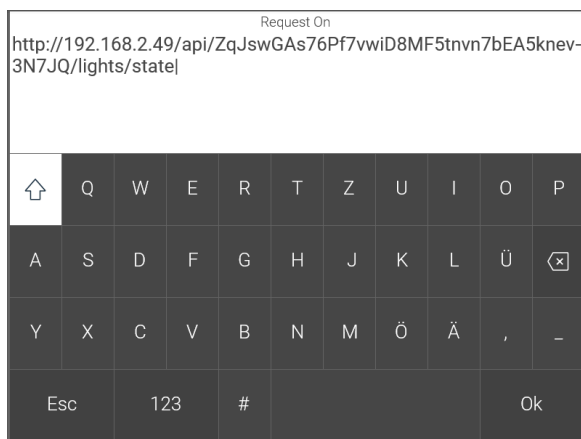 Request On
http://192.168.2.49/api/ZqJswGAs76Pf7vwiD8MF5tnvn7bEA5knev-
3N7JQ/lights/state
Q W E R T Z U I O P
A S D F G H J K L Ü
Y X C V B N M Ö Ä , _
Esc 123 # Ok